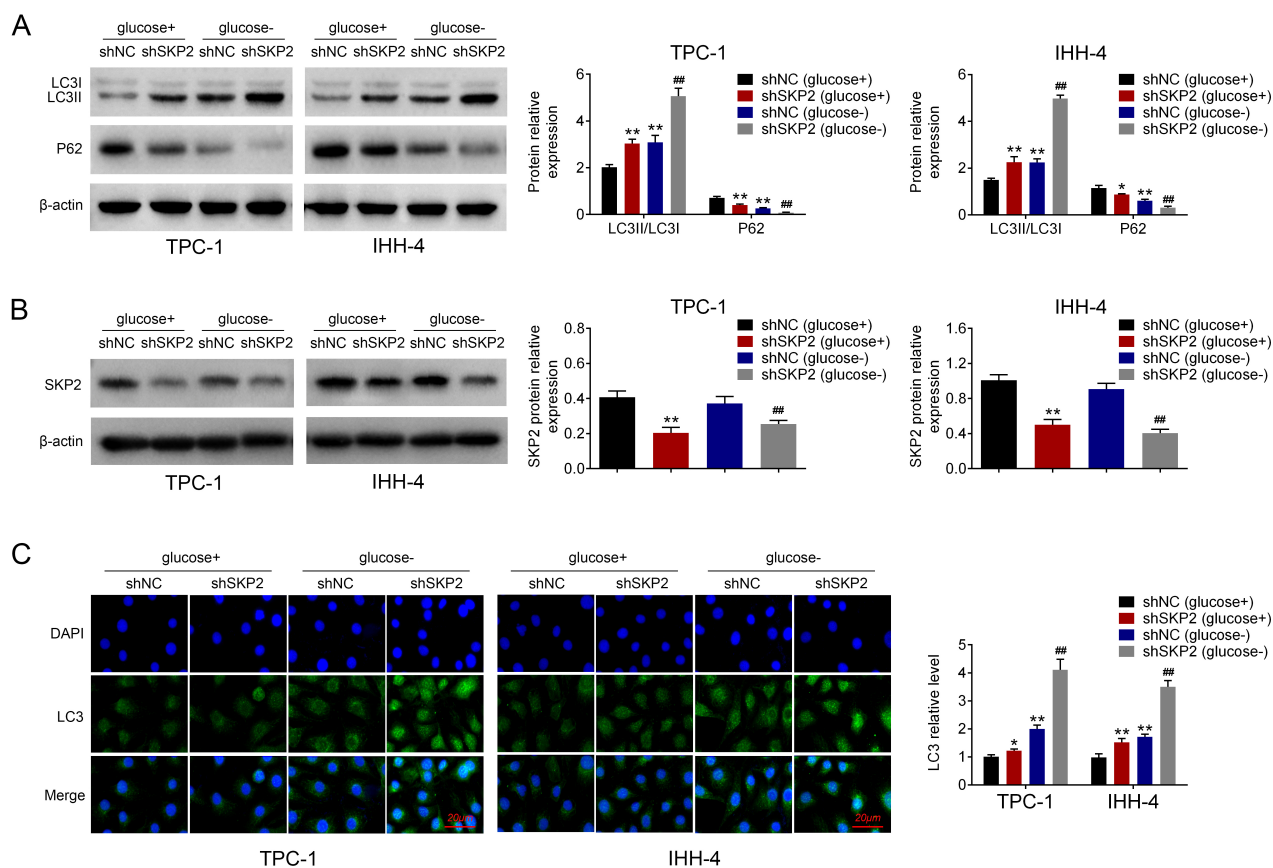 A
glucose+ glucose-
shNC shSKP2 shNC shSKP2
LC3I
LC3II
P62
β-actin
TPC-1
glucose+ glucose-
shNC shSKP2 shNC shSKP2
IHH-4
TPC-1
shNC (glucose+)
shSKP2 (glucose+)
shNC (glucose-)
shSKP2 (glucose-)
Protein relative
expression
6
4
2
0
** ** ##
** ** ##
LC3II/LC3I P62
IHH-4
shNC (glucose+)
shSKP2 (glucose+)
shNC (glucose-)
shSKP2 (glucose-)
Protein relative
expression
6
4
2
0
** ** ##
* ** ##
LC3II/LC3I P62
B
glucose+ glucose-
shNC shSKP2 shNC shSKP2
SKP2
β-actin
TPC-1
glucose+ glucose-
shNC shSKP2 shNC shSKP2
IHH-4
TPC-1
shNC (glucose+)
shSKP2 (glucose+)
shNC (glucose-)
shSKP2 (glucose-)
SKP2 protein relative
expression
0.8
0.6
0.4
0.2
0.0
** ##
IHH-4
shNC (glucose+)
shSKP2 (glucose+)
shNC (glucose-)
shSKP2 (glucose-)
SKP2 protein relative
expression
1.6
1.2
0.8
0.4
0.0
** ##
C
glucose+ glucose-
shNC shSKP2 shNC shSKP2
DAPI
LC3
Merge
20μm
TPC-1
glucose+ glucose-
shNC shSKP2 shNC shSKP2
20μm
IHH-4
shNC (glucose+)
shSKP2 (glucose+)
shNC (glucose-)
shSKP2 (glucose-)
LC3 relative level
5
4
3
2
1
0
* ** ##
** ** ##
TPC-1 IHH-4